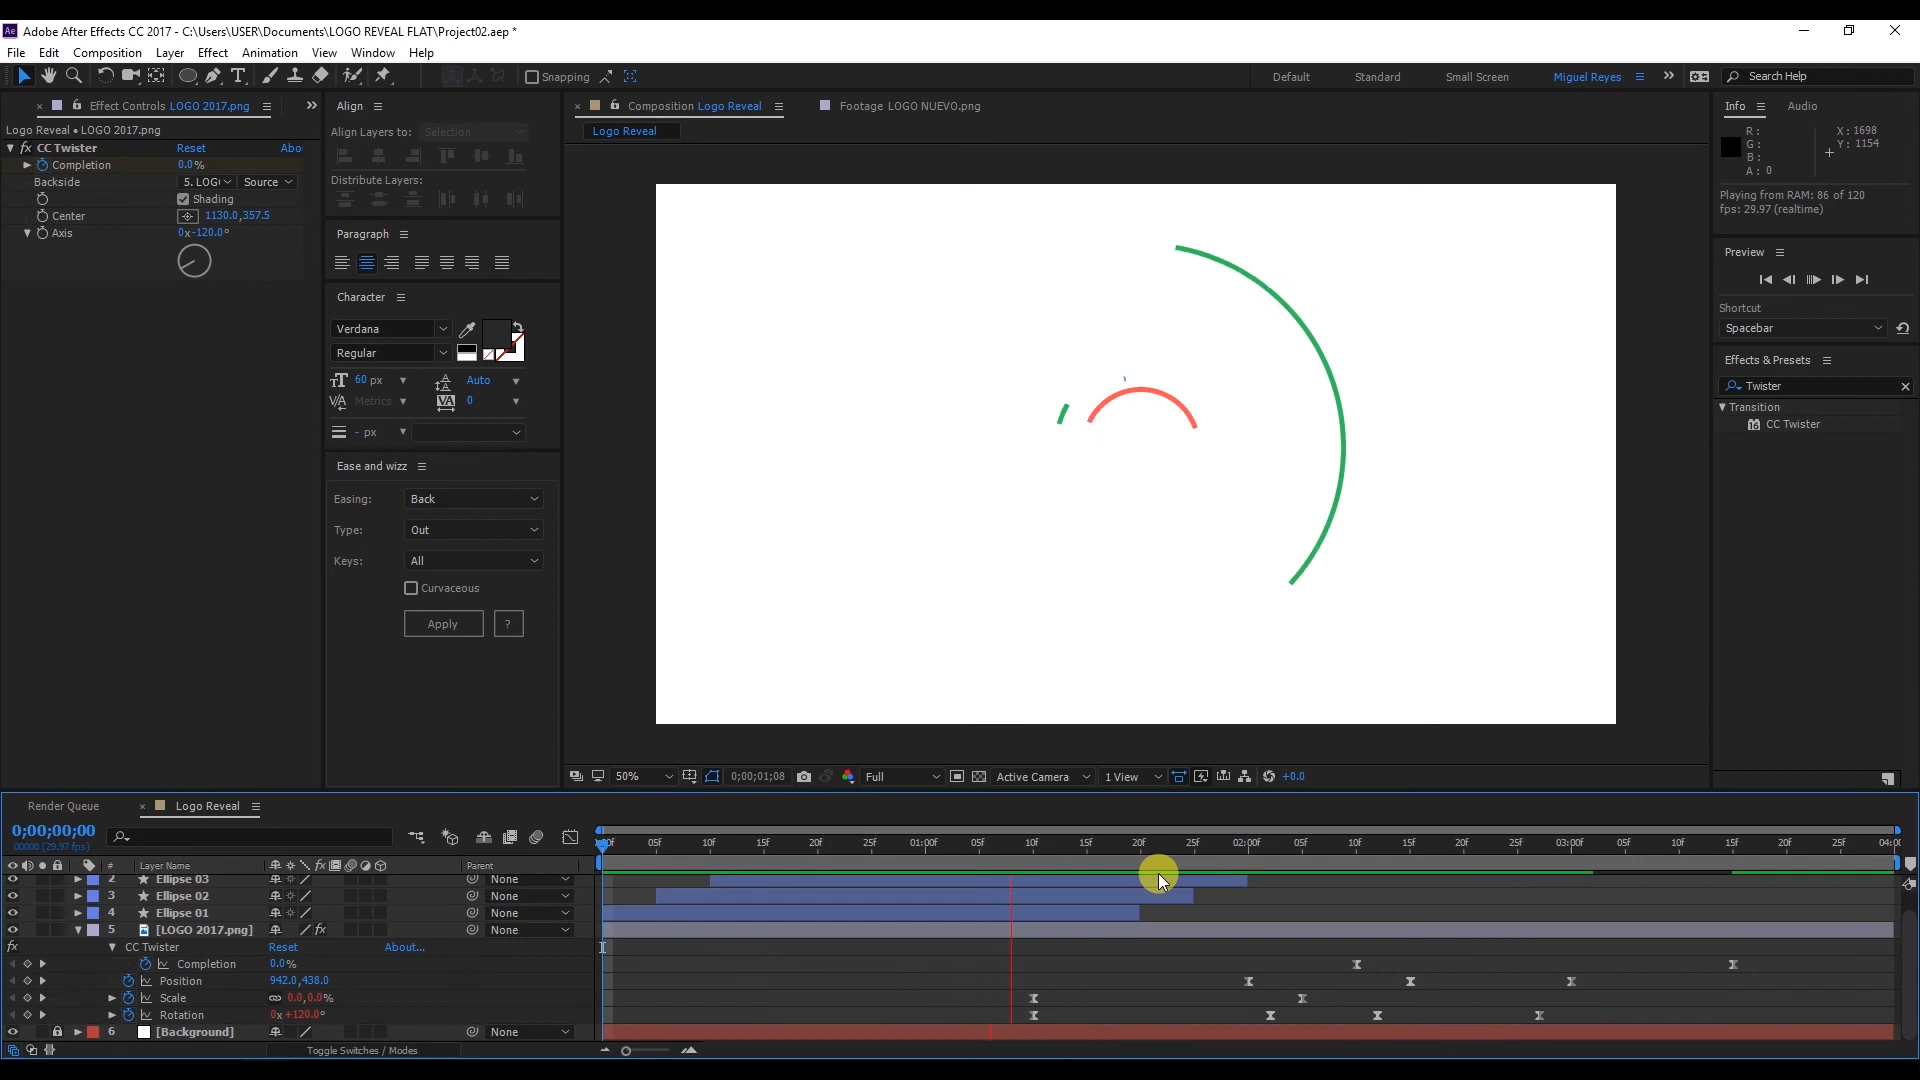 Ae Adobe After Effects CC 2017 - C:\Users\USER\Documents\LOGO REVEAL FLAT\Project02.aep *
File Edit Composition Layer Effect Animation View Window Help
Snapping Default Standard Small Screen Miguel Reyes Search Help
Effect Controls LOGO 2017.png
Logo Reveal • LOGO 2017.png
fx CC Twister Reset Abo
Completion 0.0%
Backside 5. LOG Source
Shading
Center 1130.0,357.5
Axis 0x-120.0°
Align
Align Layers to: Selection
Distribute Layers:
Paragraph
Character
Verdana
Regular
60 px Auto
Metrics 0
- px
Ease and wizz
Easing: Back
Type: Out
Keys: All
Curvaceous
Apply ?
Composition Logo Reveal Footage LOGO NUEVO.png
Logo Reveal
50% 0;00;01;08 Full Active Camera 1 View +0.0
Info Audio
R: X: 1698
G: Y: 1154
B:
A: 0
Playing from RAM: 86 of 120
fps: 29.97 (realtime)
Preview
Shortcut
Spacebar
Effects & Presets
Twister
Transition
CC Twister
Render Queue Logo Reveal
0;00;00;00
00000 (29.97 fps)
05f 10f 15f 20f 25f 01:00f 05f 10f 15f 20f 25f 02:00f 05f 10f 15f 20f 25f 03:00f 05f 10f 15f 20f 25f
# Layer Name Parent
2 Ellipse 03 None
3 Ellipse 02 None
4 Ellipse 01 None
5 [LOGO 2017.png] fx None
fx CC Twister Reset About...
Completion 0.0%
Position 942.0,438.0
Scale 0.0,0.0%
Rotation 0x+120.0°
6 [Background] None
Toggle Switches / Modes